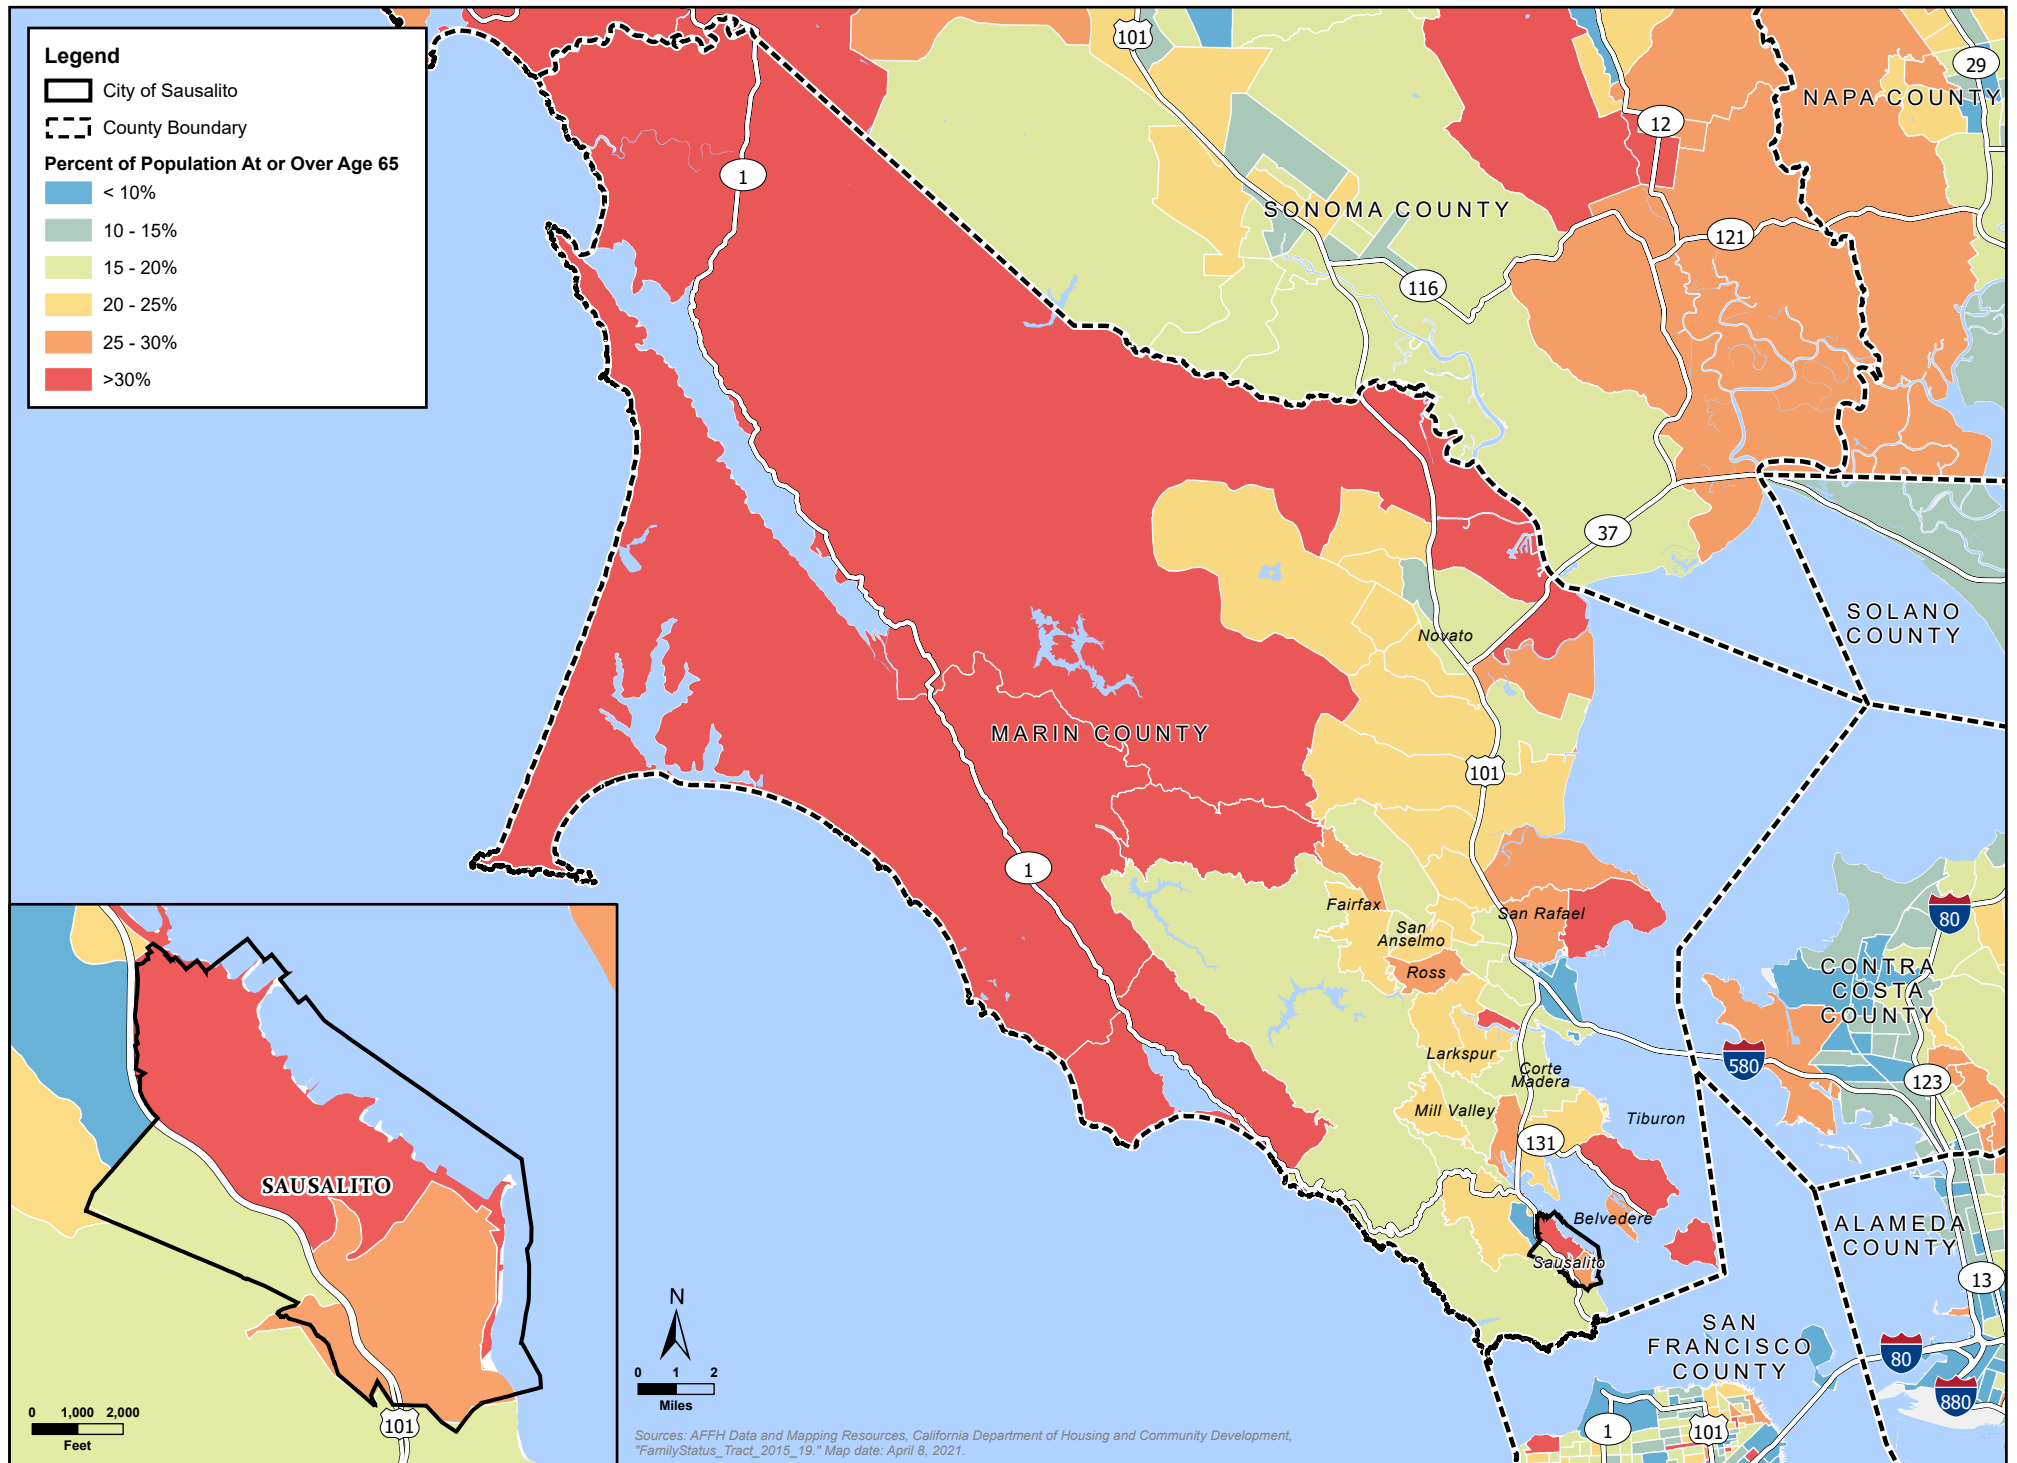 Legend
City of Sausalito
County Boundary
Percent of Population At or Over Age 65
< 10%
10 - 15%
15 - 20%
20 - 25%
25 - 30%
>30%
101
29
NAPA COUNTY
12
1
SONOMA COUNTY
121
116
37
SOLANO
COUNTY
Novato
MARIN COUNTY
101
1
Fairfax
San Rafael
San
Anselmo
Ross
80
CONTRA
COSTA
COUNTY
Larkspur
580
Corte
Madera
123
Mill Valley
Tiburon
131
Belvedere
ALAMEDA
COUNTY
Sausalito
13
SAN
FRANCISCO
COUNTY
80
880
1
101
SAUSALITO
101
0 1,000 2,000
Feet
N
0 1 2
Miles
Sources: AFFH Data and Mapping Resources, California Department of Housing and Community Development,
"FamilyStatus_Tract_2015_19." Map date: April 8, 2021.